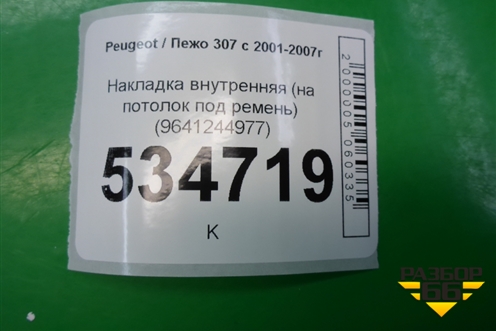 Peugeot / Пежо 307 с 2001-2007г
Накладка внутренняя (на
потолок под ремень)
(9641244977)
534719
К
2000005060335
РАЗБОР
66